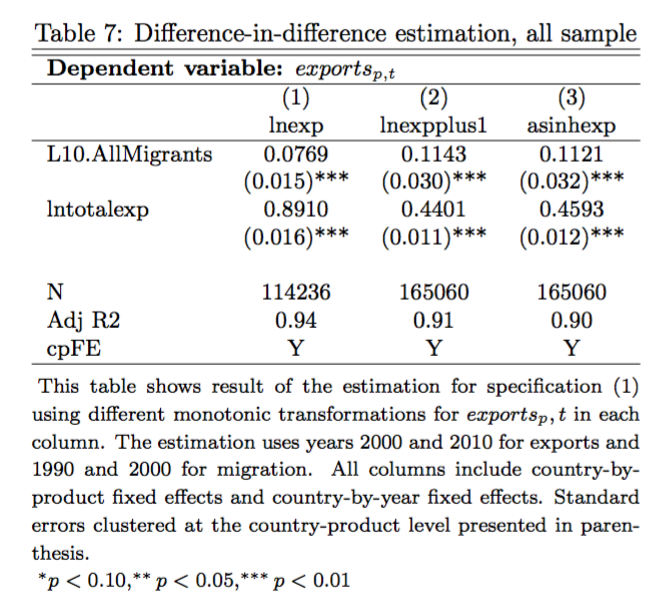 Table 7: Difference-in-difference estimation, all sample
Dependent variable: exportsp,t
(1) (2) (3)
lnexp lnexpplus1 asinhexp
L10.AllMigrants 0.0769 0.1143 0.1121
(0.015)*** (0.030)*** (0.032)***
lntotalexp 0.8910 0.4401 0.4593
(0.016)*** (0.011)*** (0.012)***
N 114236 165060 165060
Adj R2 0.94 0.91 0.90
cpFE Y Y Y
This table shows result of the estimation for specification (1)
using different monotonic transformations for exportsp,t in each
column. The estimation uses years 2000 and 2010 for exports and
1990 and 2000 for migration. All columns include country-by-
product fixed effects and country-by-year fixed effects. Standard
errors clustered at the country-product level presented in paren-
thesis.
*p < 0.10,** p < 0.05,*** p < 0.01